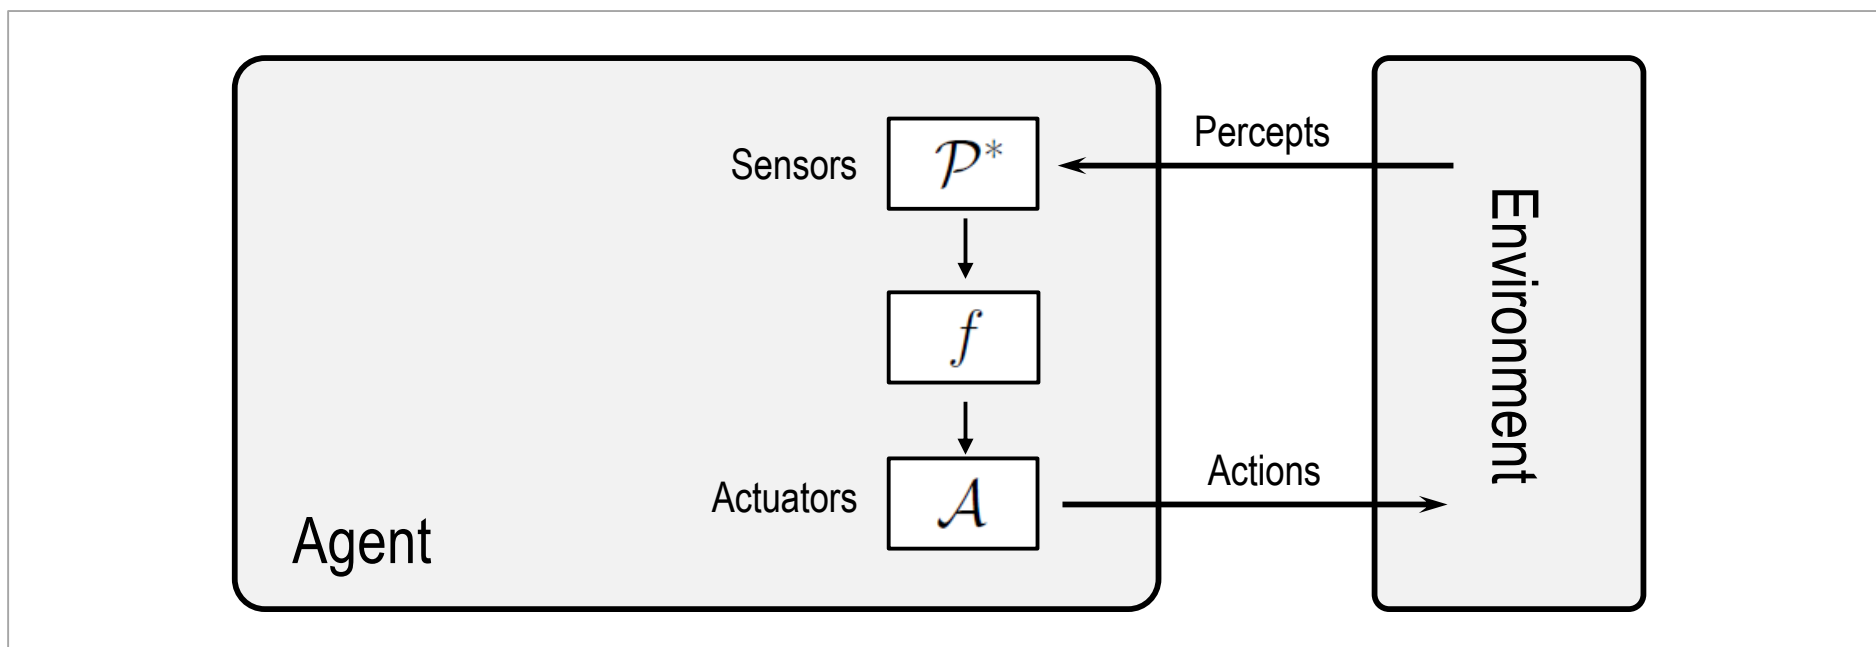 Percepts
Sensors
𝒫*
f
Actuators
𝒜
Actions
Agent
Environment